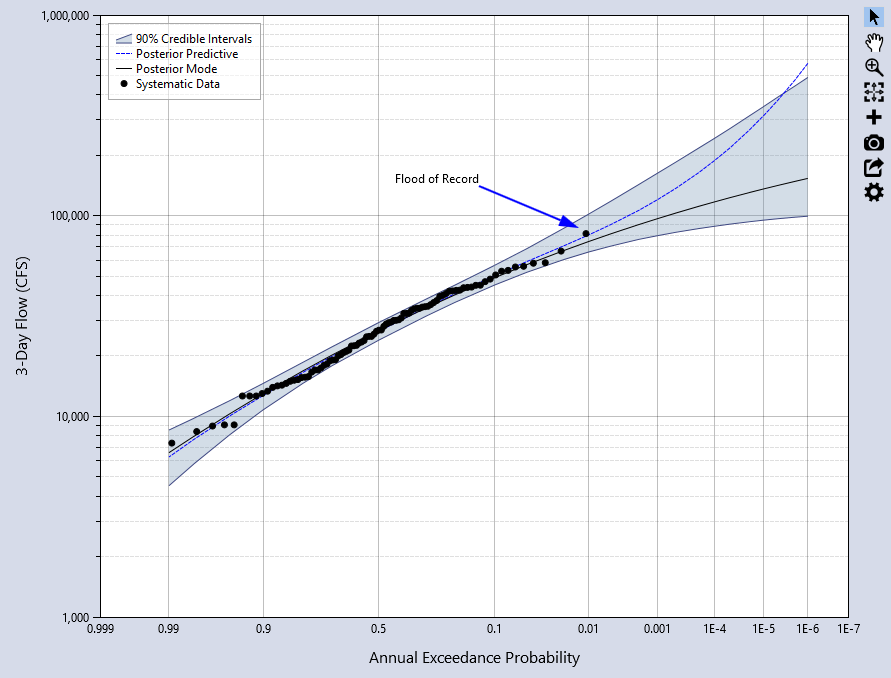 1,000,000
90% Credible Intervals
Posterior Predictive
Posterior Mode
Systematic Data
Flood of Record
100,000
3-Day Flow (CFS)
10,000
1,000
0.999 0.99 0.9 0.5 0.1 0.01 0.001 1E-4 1E-5 1E-6 1E-7
Annual Exceedance Probability